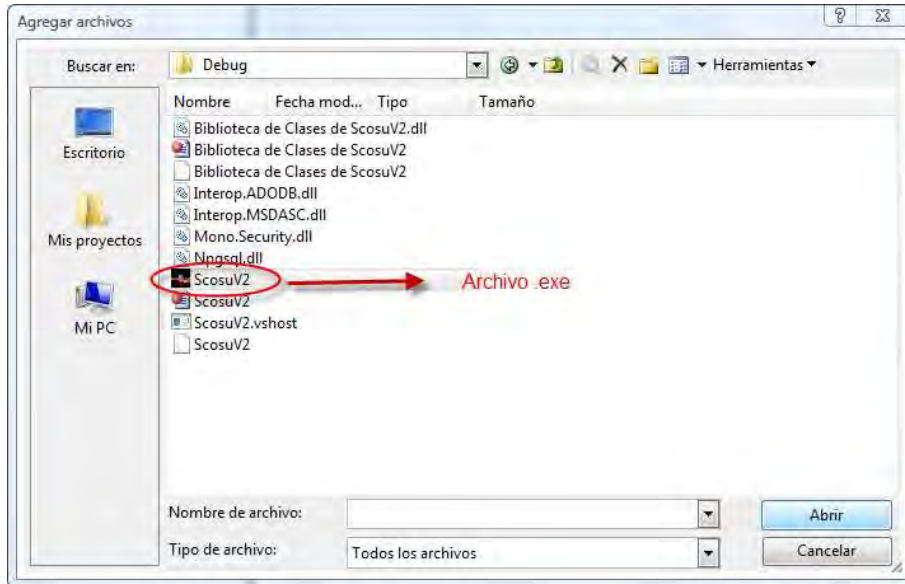 Agregar archivos
Buscar en: Debug Herramientas
Nombre Fecha mod... Tipo Tamaño
Escritorio
Mis proyectos
Mi PC
Biblioteca de Clases de ScosuV2.dll
Biblioteca de Clases de ScosuV2
Biblioteca de Clases de ScosuV2
Interop.ADODB.dll
Interop.MSDASC.dll
Mono.Security.dll
Npgsql.dll
ScosuV2 Archivo .exe
ScosuV2
ScosuV2.vshost
ScosuV2
Nombre de archivo: Abrir
Tipo de archivo: Todos los archivos Cancelar